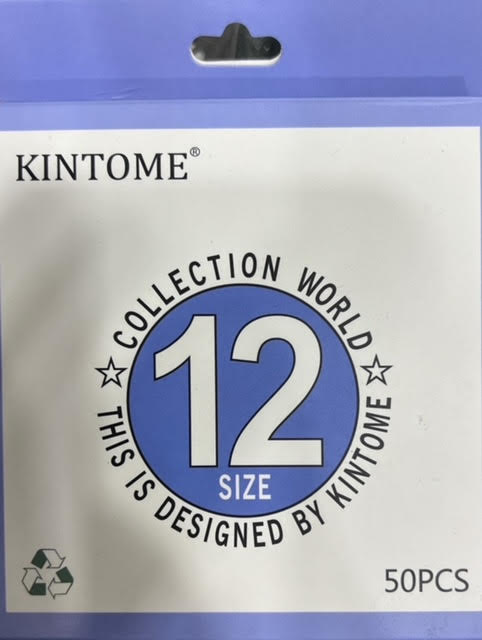 KINTOME®
COLLECTION WORLD
12
SIZE
THIS IS DESIGNED BY KINTOME
50PCS